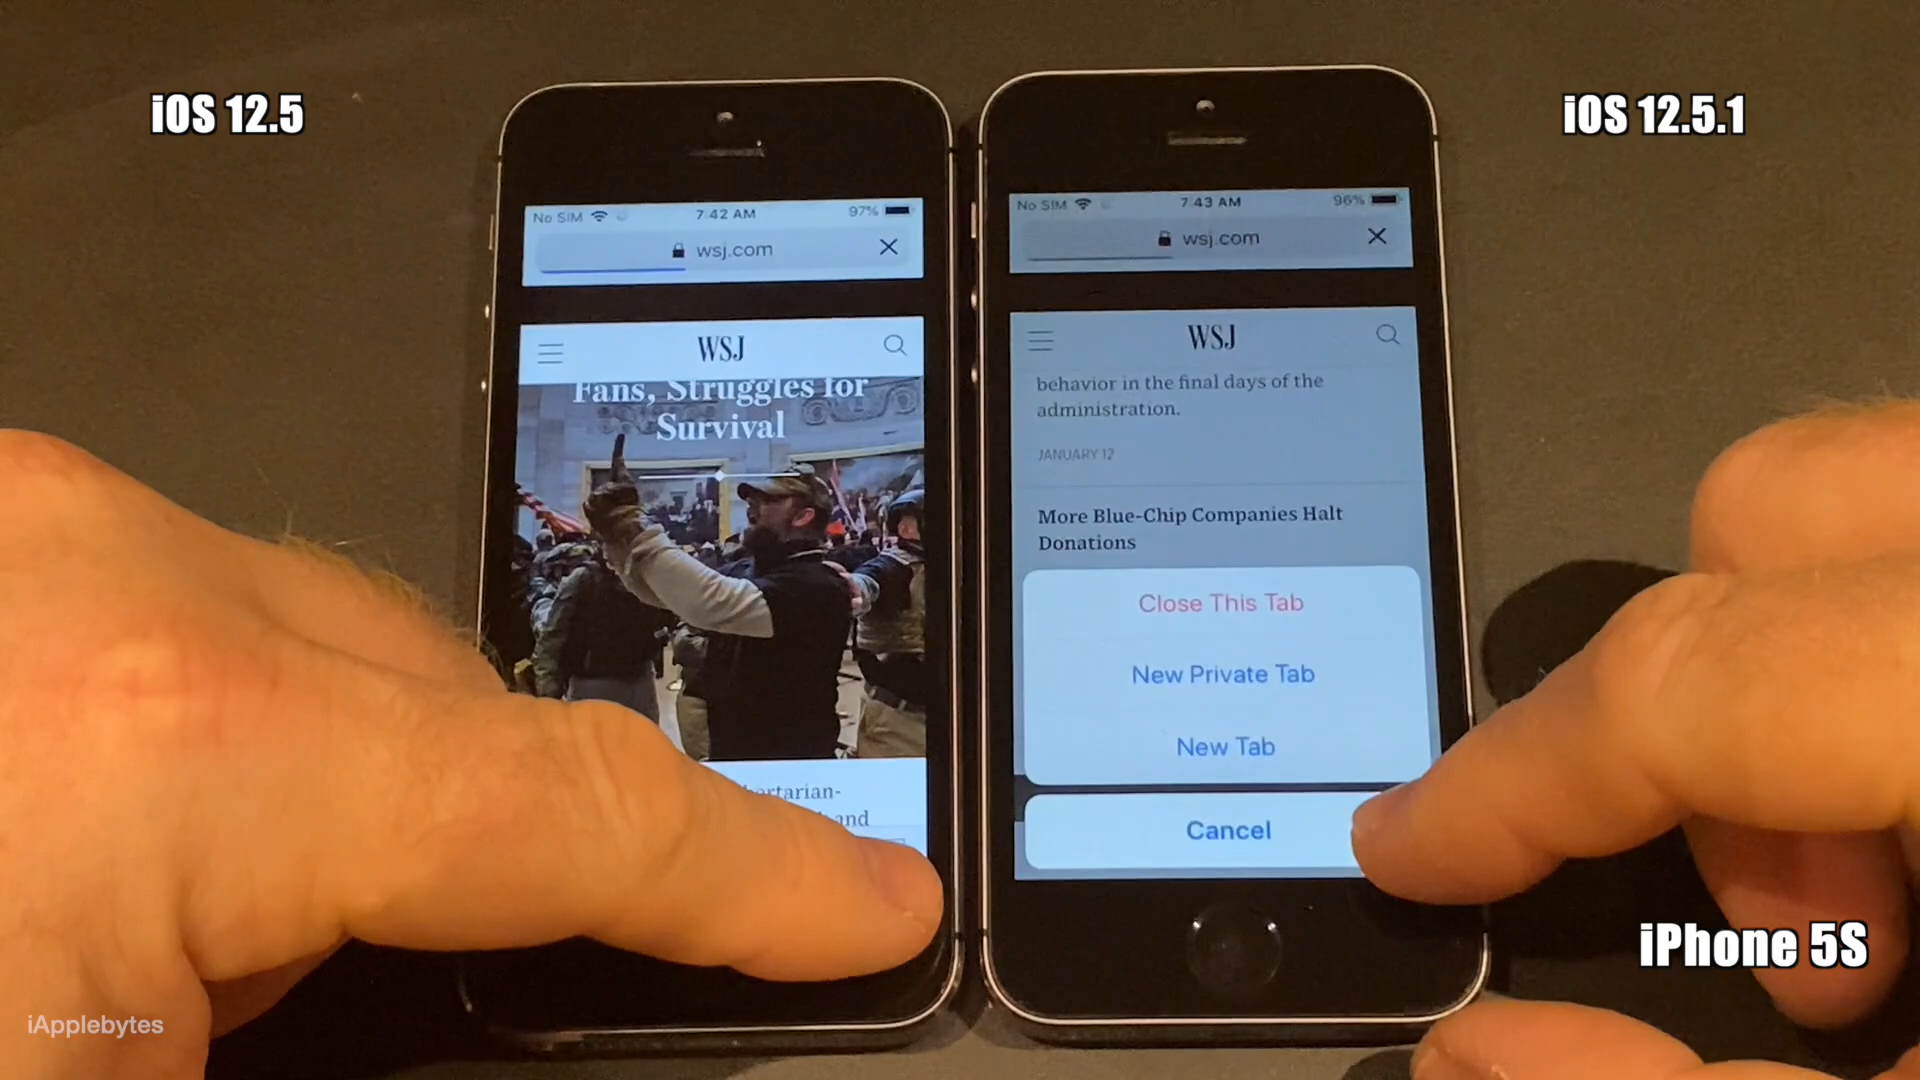 iOS 12.5
iOS 12.5.1
No SIM 7:42 AM 97%
wsj.com
WSJ
Fans, Struggles for
Survival
and
No SIM 7:43 AM 96%
wsj.com
WSJ
behavior in the final days of the
administration.
JANUARY 12
More Blue-Chip Companies Halt
Donations
Close This Tab
New Private Tab
New Tab
Cancel
iPhone 5S
iApplebytes